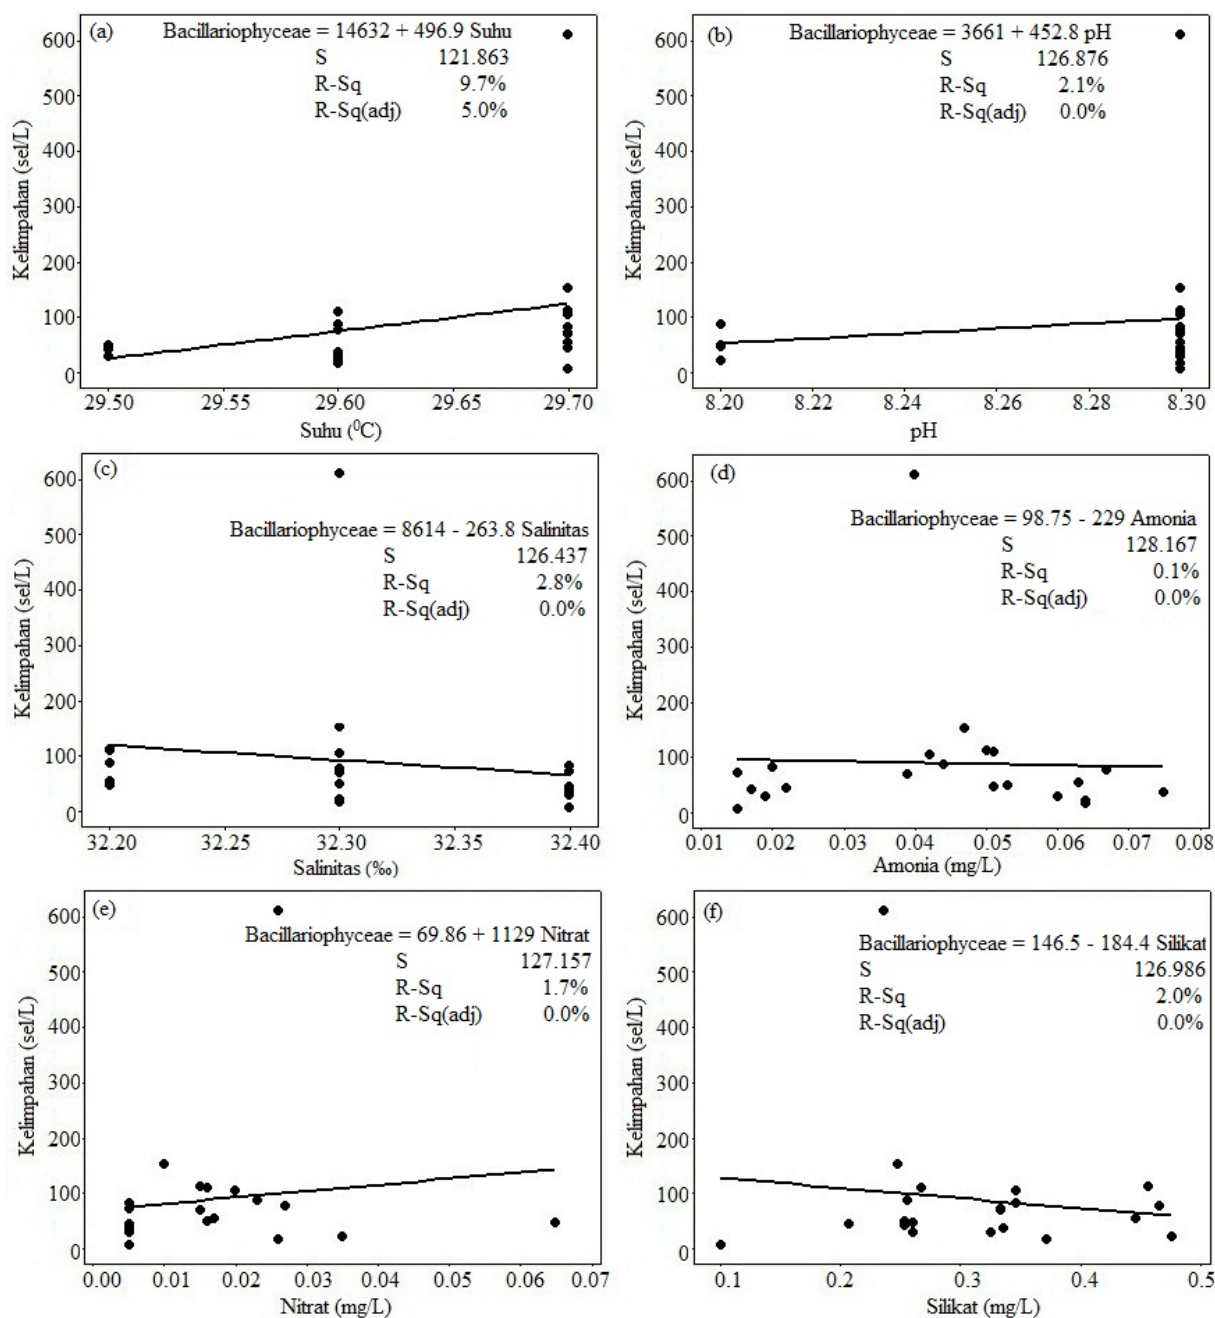 (a)
Bacillariophyceae = 14632 + 496.9 Suhu
S 121.863
R-Sq 9.7%
R-Sq(adj) 5.0%
Kelimpahan (sel/L)
600
500
400
300
200
100
0
29.50 29.55 29.60 29.65 29.70
Suhu (⁰C)
(b)
Bacillariophyceae = 3661 + 452.8 pH
S 126.876
R-Sq 2.1%
R-Sq(adj) 0.0%
Kelimpahan (sel/L)
600
500
400
300
200
100
0
8.20 8.22 8.24 8.26 8.28 8.30
pH
(c)
Bacillariophyceae = 8614 - 263.8 Salinitas
S 126.437
R-Sq 2.8%
R-Sq(adj) 0.0%
Kelimpahan (sel/L)
600
500
400
300
200
100
0
32.20 32.25 32.30 32.35 32.40
Salinitas (‰)
(d)
Bacillariophyceae = 98.75 - 229 Amonia
S 128.167
R-Sq 0.1%
R-Sq(adj) 0.0%
Kelimpahan (sel/L)
600
500
400
300
200
100
0
0.01 0.02 0.03 0.04 0.05 0.06 0.07 0.08
Amonia (mg/L)
(e)
Bacillariophyceae = 69.86 + 1129 Nitrat
S 127.157
R-Sq 1.7%
R-Sq(adj) 0.0%
Kelimpahan (sel/L)
600
500
400
300
200
100
0
0.00 0.01 0.02 0.03 0.04 0.05 0.06 0.07
Nitrat (mg/L)
(f)
Bacillariophyceae = 146.5 - 184.4 Silikat
S 126.986
R-Sq 2.0%
R-Sq(adj) 0.0%
Kelimpahan (sel/L)
600
500
400
300
200
100
0
0.1 0.2 0.3 0.4 0.5
Silikat (mg/L)